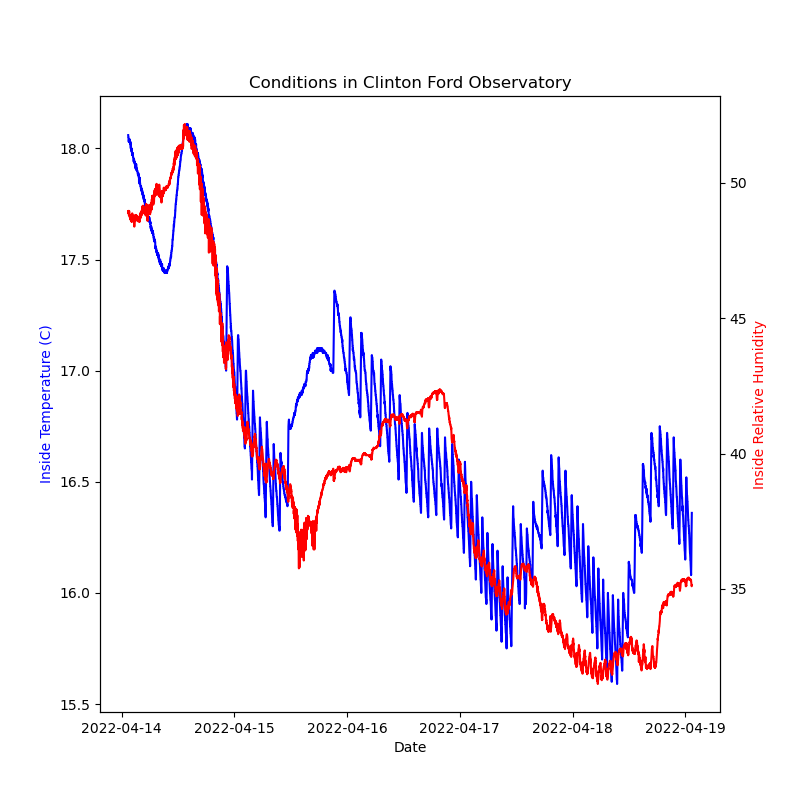 Conditions in Clinton Ford Observatory
18.0
17.5
17.0
16.5
16.0
15.5
Inside Temperature (C)
50
45
40
35
Inside Relative Humidity
2022-04-14 2022-04-15 2022-04-16 2022-04-17 2022-04-18 2022-04-19
Date